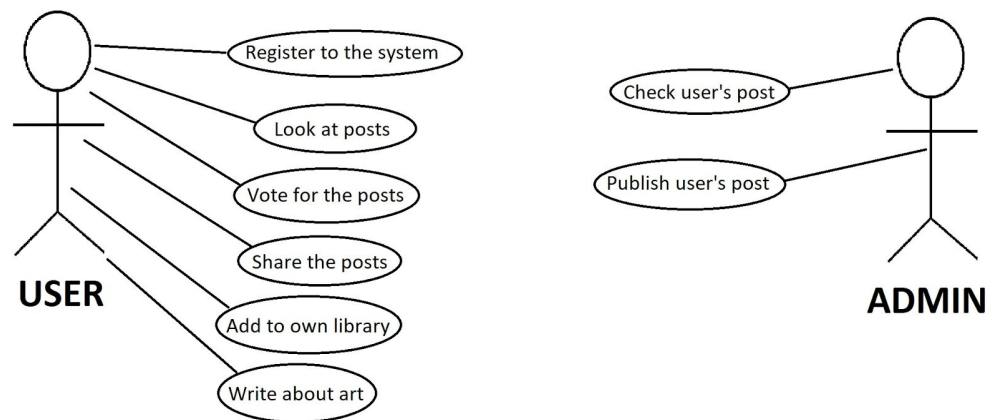 Register to the system
Look at posts
Vote for the posts
Share the posts
Add to own library
Write about art
USER
Check user's post
Publish user's post
ADMIN